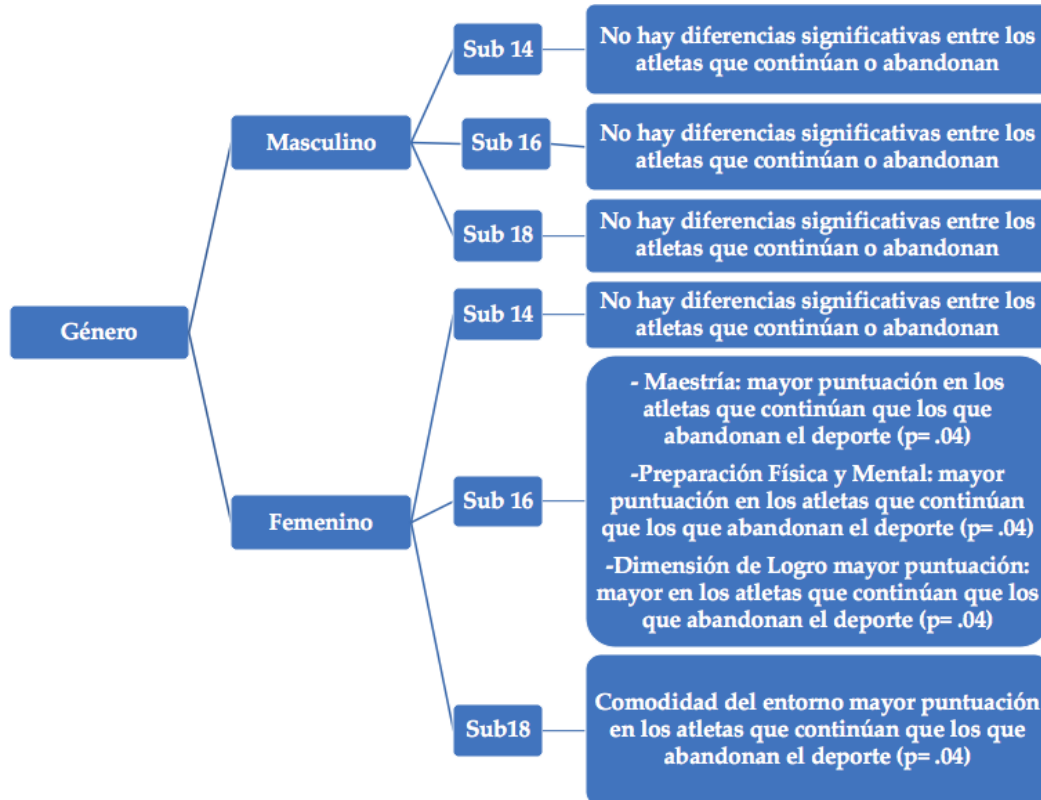 Género
Masculino
Sub 14
No hay diferencias significativas entre los
atletas que continúan o abandonan
Sub 16
No hay diferencias significativas entre los
atletas que continúan o abandonan
Sub 18
No hay diferencias significativas entre los
atletas que continúan o abandonan
Femenino
Sub 14
No hay diferencias significativas entre los
atletas que continúan o abandonan
Sub 16
- Maestría: mayor puntuación en los
atletas que continúan que los que
abandonan el deporte (p= .04)
-Preparación Física y Mental: mayor
puntuación en los atletas que continúan
que los que abandonan el deporte (p= .04)
-Dimensión de Logro mayor puntuación:
mayor en los atletas que continúan que los
que abandonan el deporte (p= .04)
Sub18
Comodidad del entorno mayor puntuación
en los atletas que continúan que los que
abandonan el deporte (p= .04)